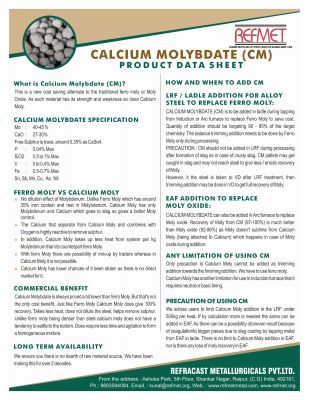 REFMET
CALCIUM MOLYBDATE (CM)
PRODUCT DATA SHEET
What is Calcium Molybdate (CM)?
This is a new cost saving alternate to the traditional ferro moly or Moly
Oxide. As each material has its strength and weakness so does Calcium
Moly.
CALCIUM MOLYBDATE SPECIFICATION
Mo : 40-45 %
CaO : 27-30%
Free Sulphur is trace, around 0.35% as CaSo4.
P : 0.04% Max
SiO2 : 0.5 to 1% Max
V : 0 to 0.4% Max
Fe : 0.5-0.7% Max
Sn, Sb, Mn, Cu, As : Nil
FERRO MOLY VS CALCIUM MOLY
No dilution effect of Molybdenum. Unlike Ferro Moly which has around
35% iron content and rest is Molybdenum. Calcium Moly has only
Molybdenum and Calcium which goes to slag so gives a better Moly
control.
The Calcium that separate from Calcium Moly and combines with
Oxygen is highly reactive to remove sulphur.
In addition, Calcium Moly takes up less heat from system per kg
Molybdenum than its counterpart ferro Moly.
With ferro Moly there are possibility of mix-up by traders whereas in
Calcium Moly it is not possible.
Calcium Moly has lower chances of it been stolen as there is no direct
market for it.
COMMERCIAL BENEFIT
Calcium Molybdate is always priced a bit lower than ferro Moly. But that's not
the only cost benefit. Just like Ferro Moly Calcium Moly does give 100%
recovery. Takes less heat, does not dilute the steel, helps remove sulphur.
Unlike ferro moly being denser than steel calcium moly does not have a
tendency to settle to the bottom. Does require less time and agitation to form
a homogeneous mixture.
LONG TERM AVAILABILITY
We ensure you there is no dearth of raw material source. We have been
making this for over 2 decades.
HOW AND WHEN TO ADD CM
LRF / LADLE ADDITION FOR ALLOY
STEEL TO REPLACE FERRO MOLY:
CALCIUM MOLYBDATE (CM) is to be added in ladle during tapping
from Induction or Arc furnace to replace Ferro Moly to save cost.
Quantity of addition should be targeting 90 - 95% of the target
chemistry. The balance trimming addition needs to be done by Ferro
Moly only during processing.
PRECAUTION : CM should not be added in LRF during processing
after formation of slag as in case of crusty slag, CM pallets may get
caught in slag and may not reach steel to give less / erratic recovery
of Moly.
However, if the steel is taken to VD after LRF treatment, then
trimming addition may be done in VD to get full recovery of Moly.
EAF ADDITION TO REPLACE
MOLY OXIDE:
CALCIUM MOLYBDATE can also be added in Arc furnace to replace
Moly oxide. Recovery of Moly from CM (97-100%) is much better
than Moly oxide (92-95%) as Moly doesn't sublime from Calcium
Moly (being attached to Calcium) which happens in case of Moly
oxide during addition.
ANY LIMITATION OF USING CM
Only precaution is Calcium Moly cannot be added as trimming
addition towards the finishing addition. We have to use ferro moly.
Calcium Moly has another limitation for use in induction furnace that it
requires neutral or basic lining.
PRECAUTION OF USING CM
We advise users to limit Calcium Moly addition in the LRF under
500kg per heat. If by calculation more is needed the same can be
added in EAF. As there can be a possibility of uneven result because of
coagulation to bigger pieces due to slag coating by tapping metal
from EAF in ladle. There is no limit to Calcium Moly addition in EAF,
nor is there any loss of moly recovery in EAF.
REFRACAST METALLURGICALS PVT.LTD.
From the address : Ashoka Park, 5th Floor, Shankar Nagar, Raipur, (C.G) India, 492101,